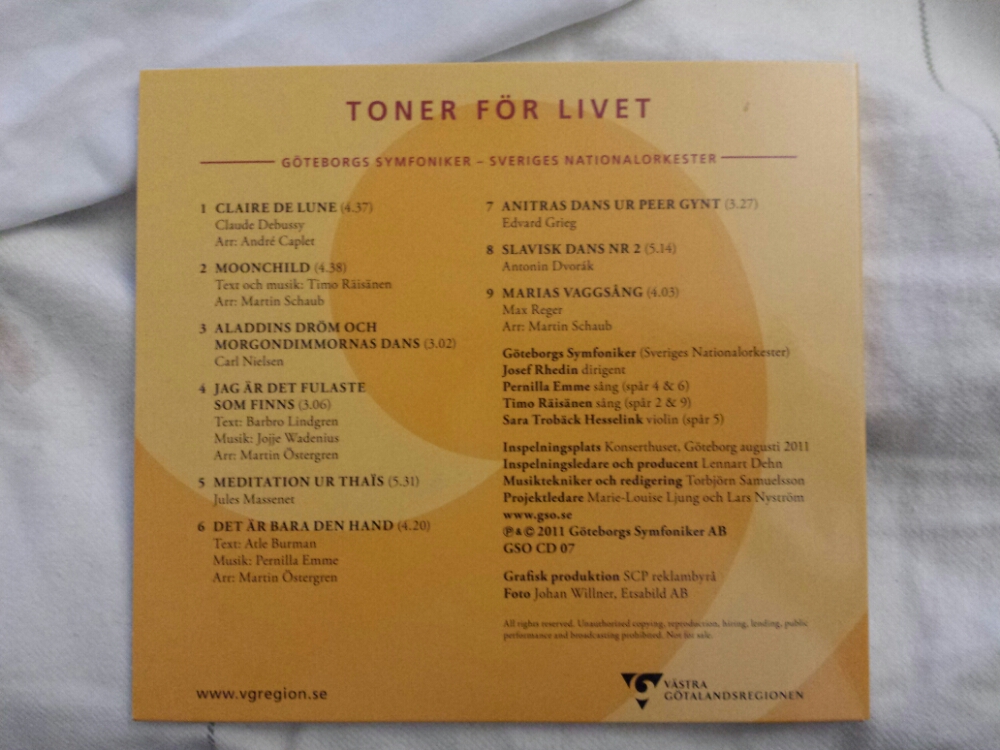 TONER FÖR LIVET
GÖTEBORGS SYMFONIKER – SVERIGES NATIONALORKESTER
1 CLAIRE DE LUNE (4.37)
Claude Debussy
Arr: André Caplet
2 MOONCHILD (4.38)
Text och musik: Timo Räisänen
Arr: Martin Schaub
3 ALADDINS DRÖM OCH
MORGONDIMMORNAS DANS (3.02)
Carl Nielsen
4 JAG ÄR DET FULASTE
SOM FINNS (3.06)
Text: Barbro Lindgren
Musik: Jojje Wadenius
Arr: Martin Östergren
5 MEDITATION UR THAÏS (5.31)
Jules Massenet
6 DET ÄR BARA DEN HAND (4.20)
Text: Atle Burman
Musik: Pernilla Emme
Arr: Martin Östergren
7 ANITRAS DANS UR PEER GYNT (3.27)
Edvard Grieg
8 SLAVISK DANS NR 2 (5.14)
Antonin Dvorák
9 MARIAS VAGGSÅNG (4.03)
Max Reger
Arr: Martin Schaub
Göteborgs Symfoniker (Sveriges Nationalorkester)
Josef Rhedin dirigent
Pernilla Emme sång (spår 4 & 6)
Timo Räisänen sång (spår 2 & 9)
Sara Trobäck Hesselink violin (spår 5)
Inspelningsplats Konserthuset, Göteborg augusti 2011
Inspelningsledare och producent Lennart Dehn
Musiktekniker och redigering Torbjörn Samuelsson
Projektledare Marie-Louise Ljung och Lars Nyström
www.gso.se
℗ & © 2011 Göteborgs Symfoniker AB
GSO CD 07
Grafisk produktion SCP reklambyrå
Foto Johan Willner, Etsabild AB
All rights reserved. Unauthorised copying, reproduction, hiring, lending, public
performance and broadcasting prohibited. Not for sale.
www.vgregion.se
VÄSTRA
GÖTALANDSREGIONEN